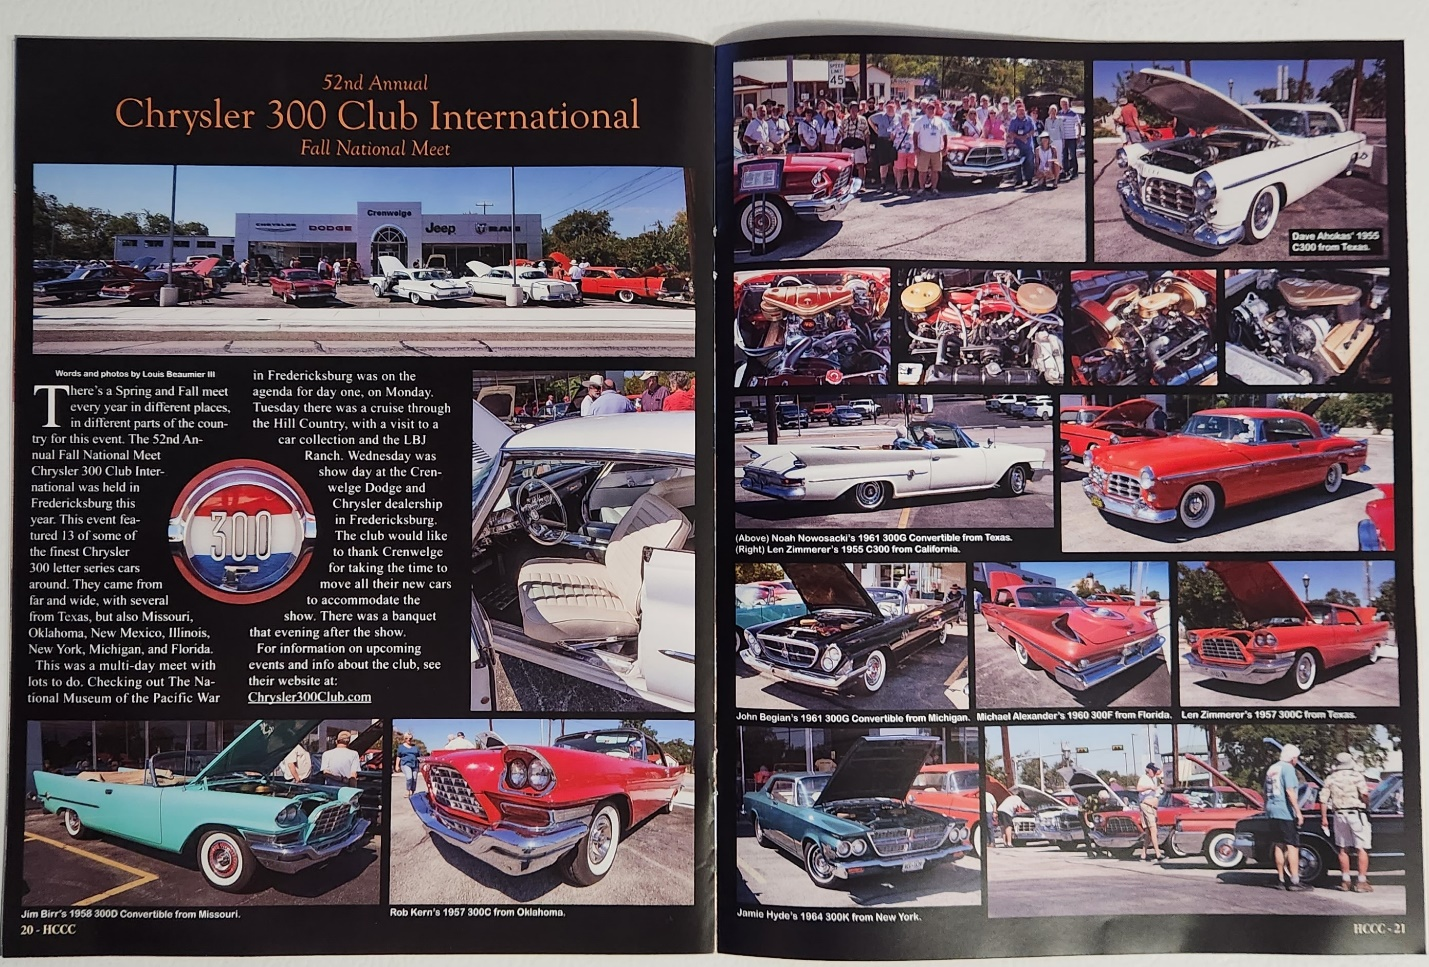 52nd Annual
Chrysler 300 Club International
Fall National Meet
Crenwelge
CHRYSLER
DODGE
Jeep
RAM
Words and photos by Louis Beaumier III
There's a Spring and Fall meet
every year in different places,
in different parts of the coun-
try for this event. The 52nd An-
nual Fall National Meet
Chrysler 300 Club Inter-
national was held in
Fredericksburg this
year. This event fea-
tured 13 of some of
the finest Chrysler
300 letter series cars
around. They came from
far and wide, with several
from Texas, but also Missouri,
Oklahoma, New Mexico, Illinois,
New York, Michigan, and Florida.
This was a multi-day meet with
lots to do. Checking out The Na-
tional Museum of the Pacific War
300
in Fredericksburg was on the
agenda for day one, on Monday.
Tuesday there was a cruise through
the Hill Country, with a visit to a
car collection and the LBJ
Ranch. Wednesday was
show day at the Cren-
welge Dodge and
Chrysler dealership
in Fredericksburg.
The club would like
to thank Crenwelge
for taking the time to
move all their new cars
to accommodate the
show. There was a banquet
that evening after the show.
For information on upcoming
events and info about the club, see
their website at:
Chrysler300Club.com
Jim Birr's 1958 300D Convertible from Missouri.
Rob Kern's 1957 300C from Oklahoma.
20 - HCCC
SPEED
LIMIT
45
Dave Ahokas' 1955
C300 from Texas.
(Above) Noah Nowosacki's 1961 300G Convertible from Texas.
(Right) Len Zimmerer's 1955 C300 from California.
John Begian's 1961 300G Convertible from Michigan.
Michael Alexander's 1960 300F from Florida.
Len Zimmerer's 1957 300C from Texas.
Jamie Hyde's 1964 300K from New York.
HCCC - 21